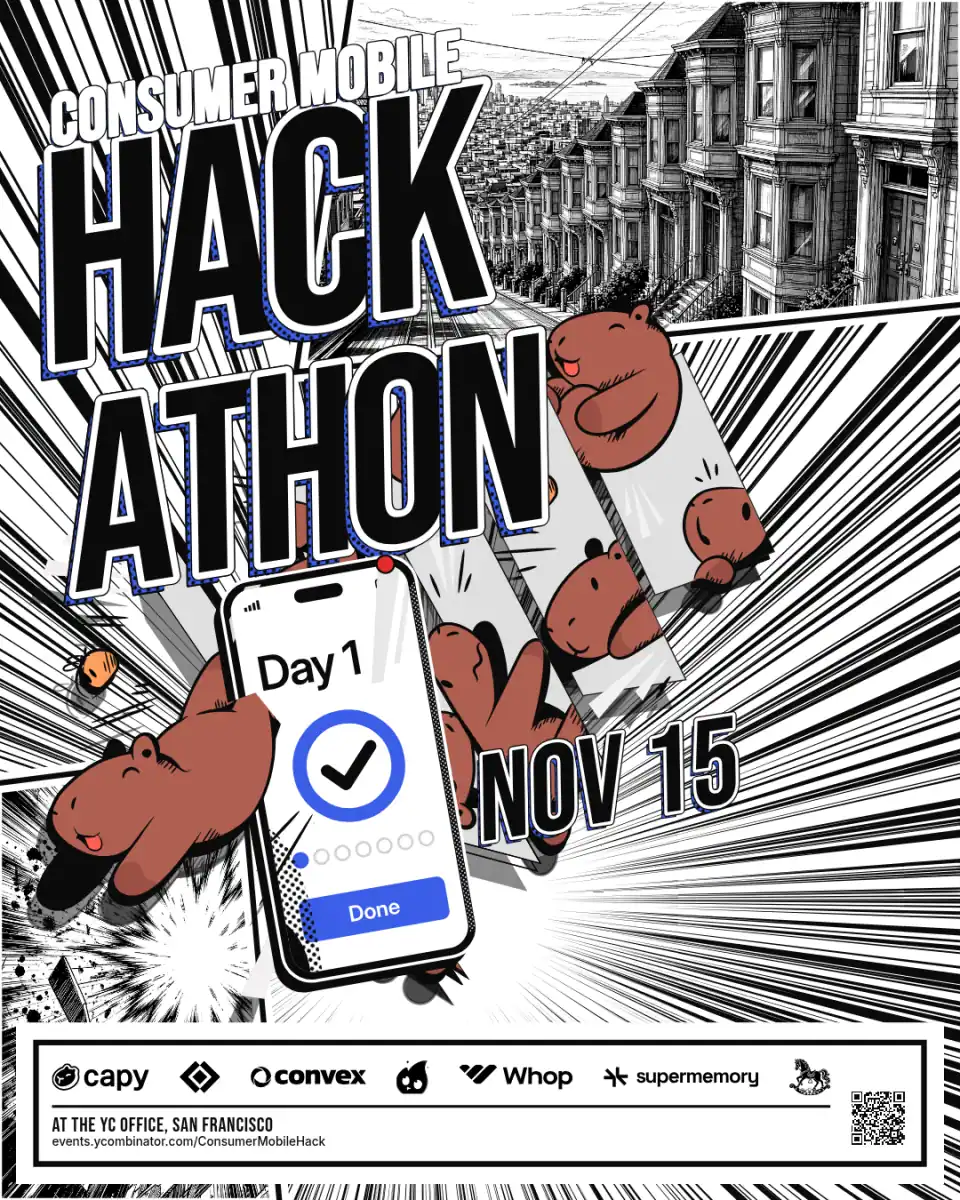 CONSUMER MOBILE
HACK
ATHON
Day 1
Done
NOV 15
capy
convex
Whop
supermemory
AT THE YC OFFICE, SAN FRANCISCO
events.ycombinator.com/ConsumerMobileHack